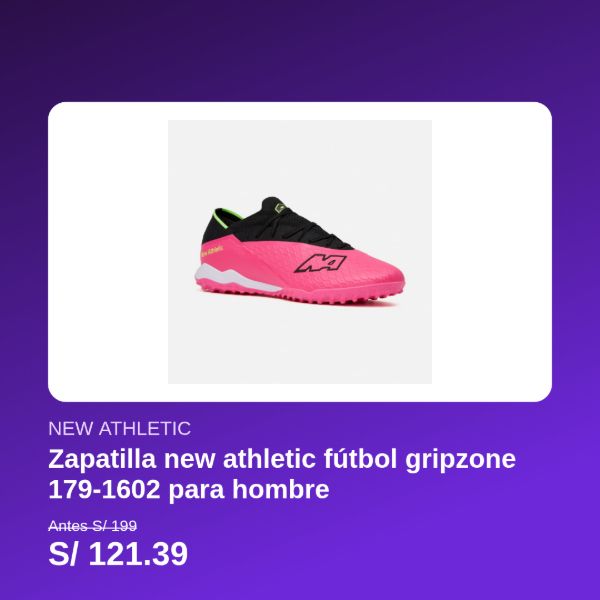 NEW ATHLETIC
Zapatilla new athletic fútbol gripzone
179-1602 para hombre
Antes S/ 199
S/ 121.39